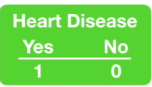 Heart Disease
Yes No
1 0